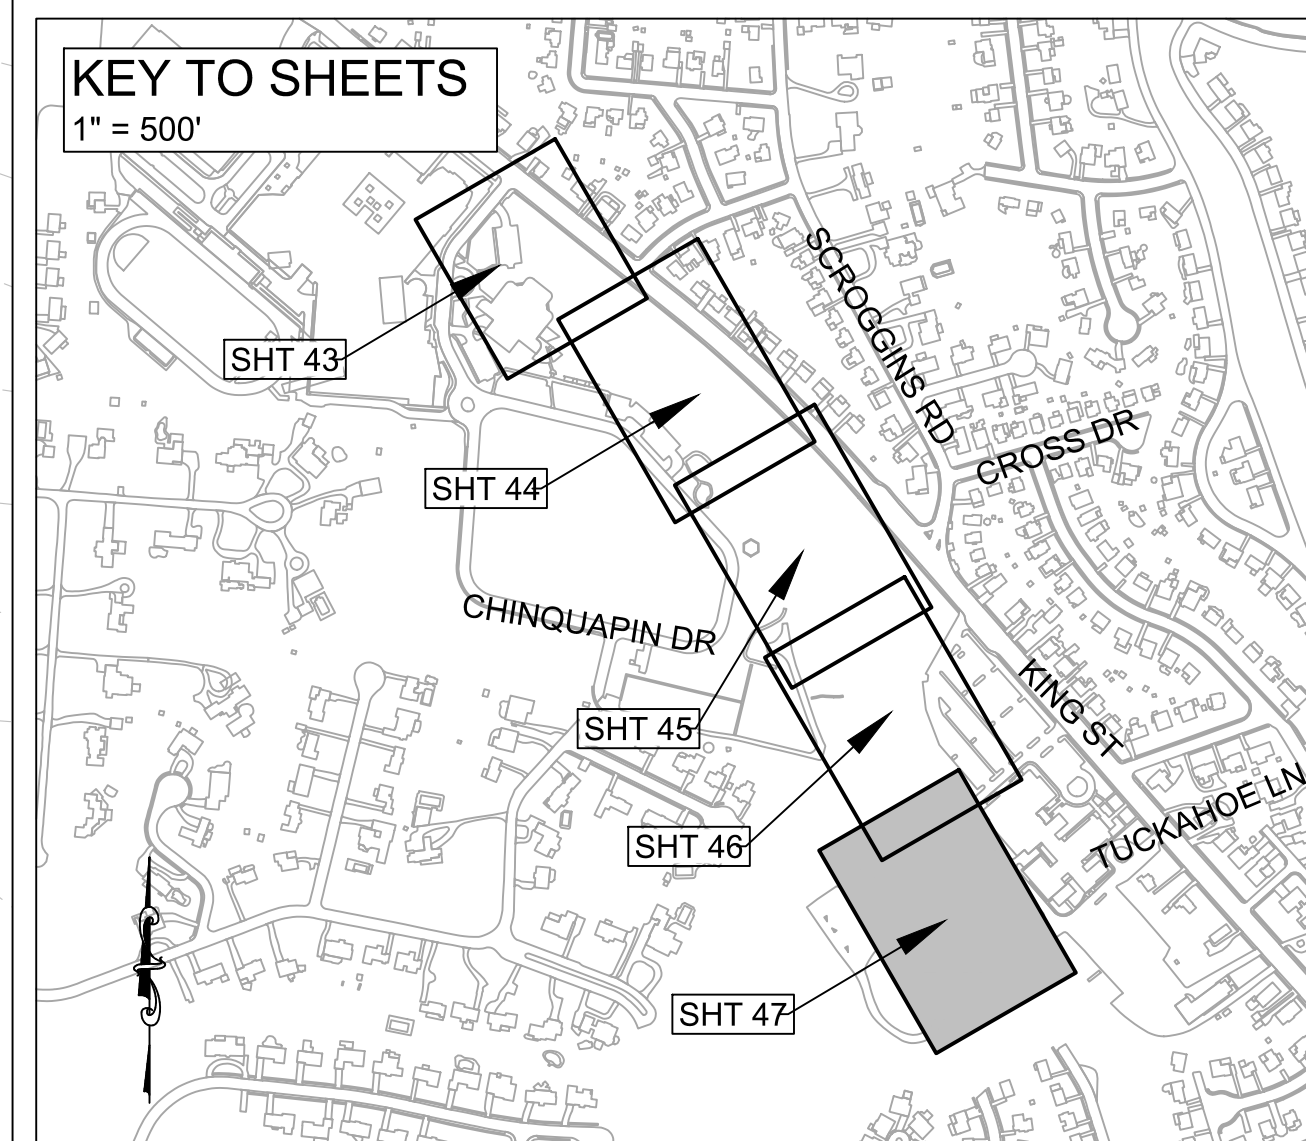 KEY TO SHEETS
1" = 500'
SCROGGINS RD
SHT 43
CROSS DR
SHT 44
CHINQUAPIN DR
KING ST
SHT 45
TUCKAHOE LN
SHT 46
SHT 47